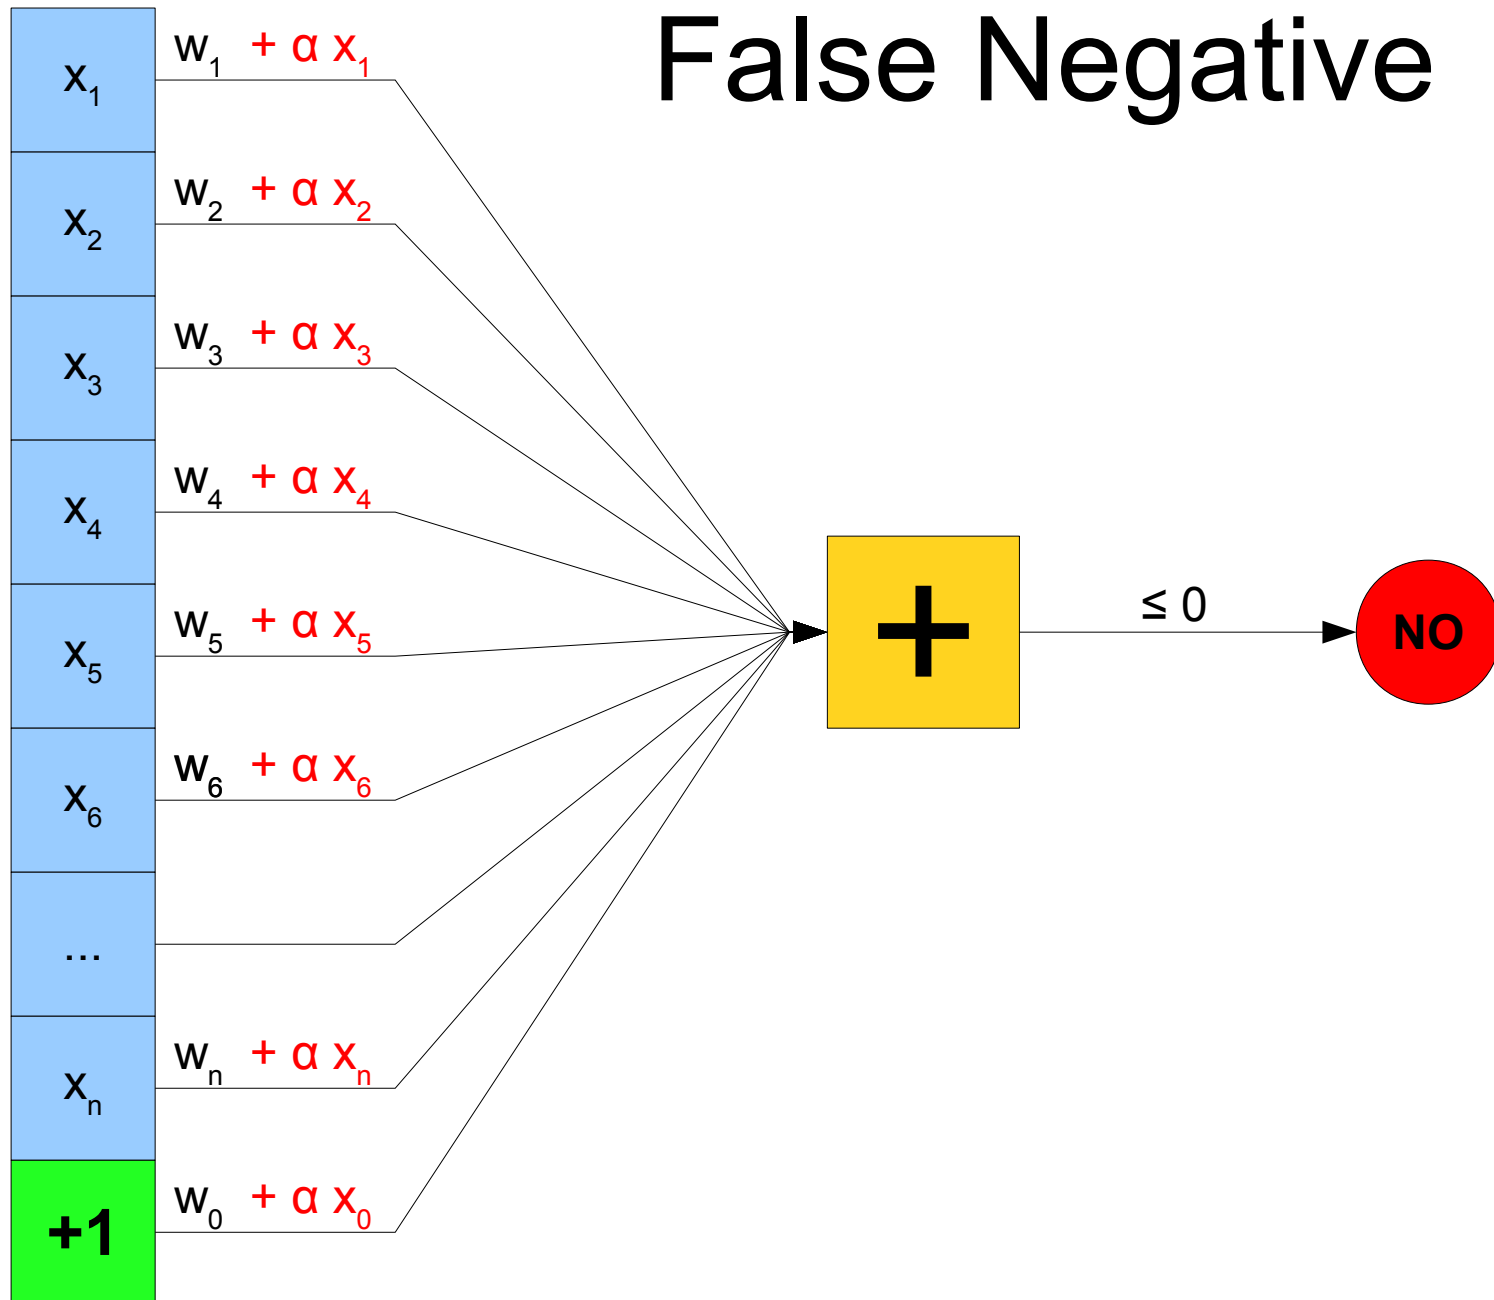 False Negative
x₁ w₁ + α x₁
x₂ w₂ + α x₂
x₃ w₃ + α x₃
x₄ w₄ + α x₄
x₅ w₅ + α x₅
+ ≤ 0 NO
x₆ w₆ + α x₆
...
xₙ wₙ + α xₙ
+1 w₀ + α x₀